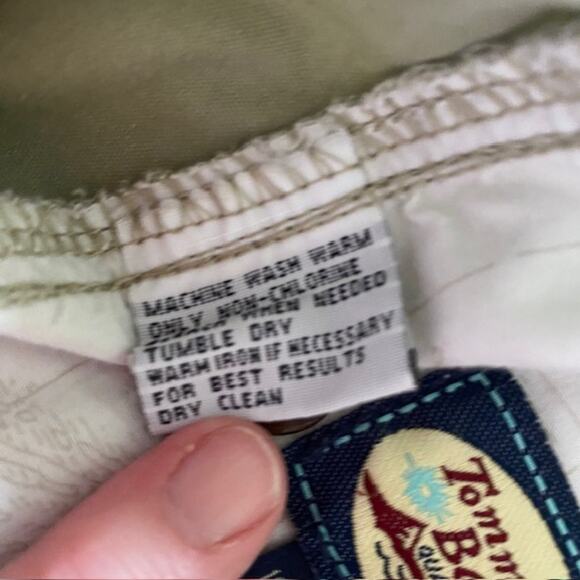 MACHINE WASH WARM
ONLY NON-CHLORINE
WHEN NEEDED
TUMBLE DRY
WARM IRON IF NECESSARY
FOR BEST RESULTS
DRY CLEAN
Tomm